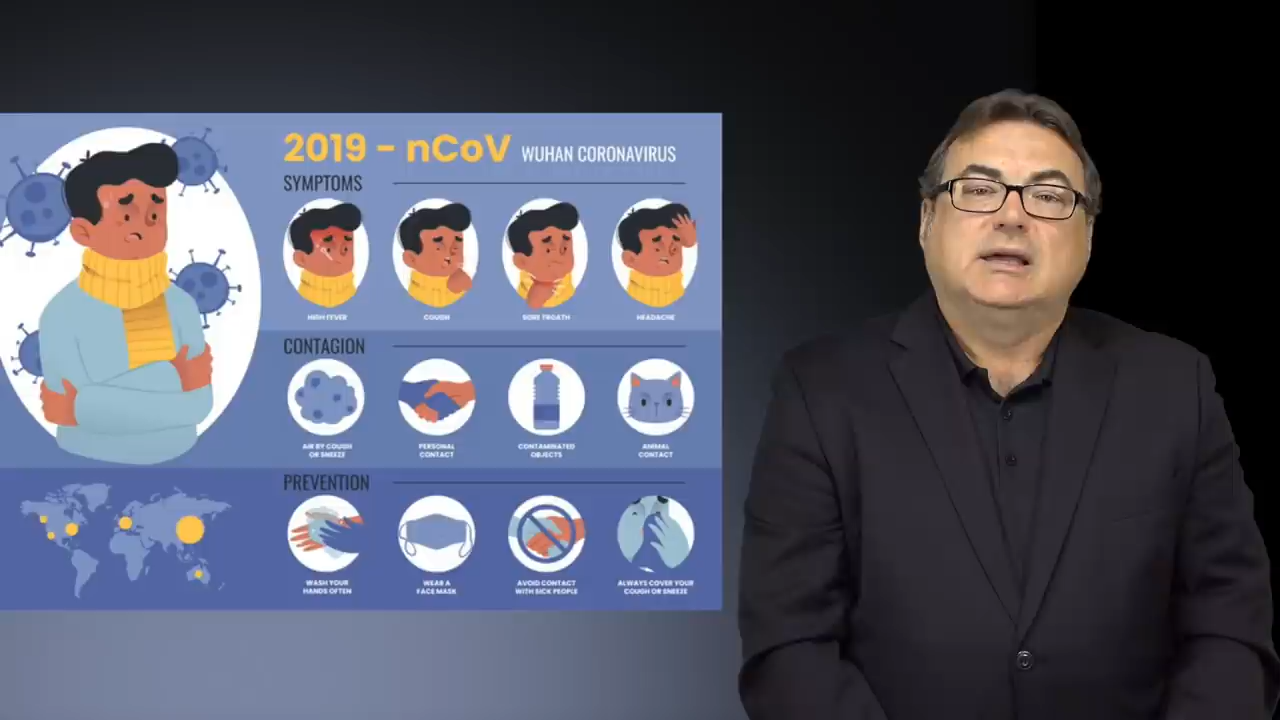 2019 - nCoV WUHAN CORONAVIRUS
SYMPTOMS
HIGH FEVER
COUGH
SORE TROATH
HEADACHE
CONTAGION
AIR BY COUGH
OR SNEEZE
PERSONAL
CONTACT
CONTAMINATED
OBJECTS
ANIMAL
CONTACT
PREVENTION
WASH YOUR
HANDS OFTEN
WEAR A
FACE MASK
AVOID CONTACT
WITH SICK PEOPLE
ALWAYS COVER YOUR
COUGH OR SNEEZE